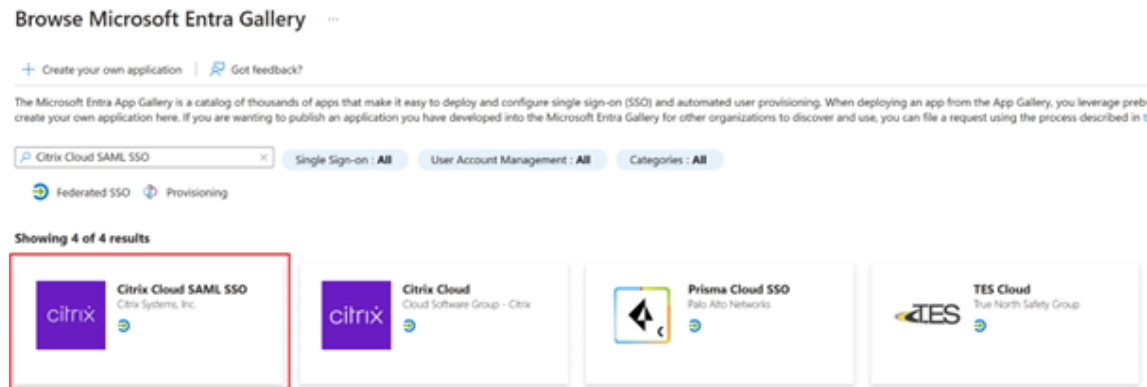 Browse Microsoft Entra Gallery ...
+ Create your own application | Got feedback?
The Microsoft Entra App Gallery is a catalog of thousands of apps that make it easy to deploy and configure single sign-on (SSO) and automated user provisioning. When deploying an app from the App Gallery, you leverage preb
create your own application here. If you are wanting to publish an application you have developed into the Microsoft Entra Gallery for other organizations to discover and use, you can file a request using the process described in t
Citrix Cloud SAML SSO
Single Sign-on : All
User Account Management : All
Categories : All
Federated SSO
Provisioning
Showing 4 of 4 results
citrix
Citrix Cloud SAML SSO
Citrix Systems, Inc.
citrix
Citrix Cloud
Cloud Software Group - Citrix
C
Prisma Cloud SSO
Palo Alto Networks
TES
TES Cloud
True North Safety Group